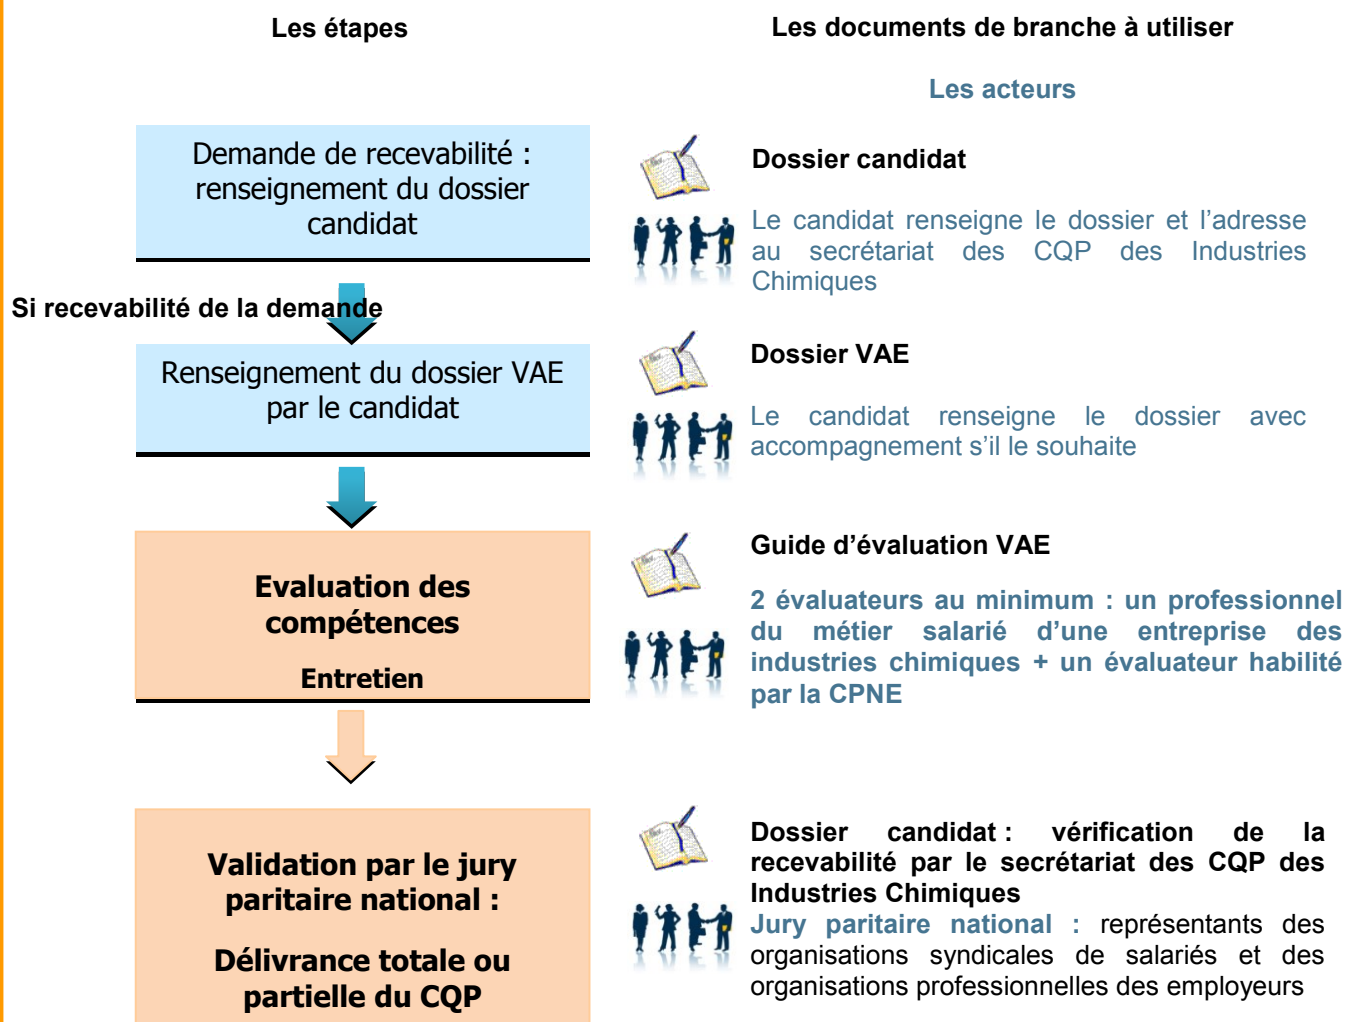 Les étapes
Les documents de branche à utiliser
Les acteurs
Demande de recevabilité :
renseignement du dossier
candidat
Dossier candidat
Le candidat renseigne le dossier et l’adresse
au secrétariat des CQP des Industries
Chimiques
Si recevabilité de la demande
Renseignement du dossier VAE
par le candidat
Dossier VAE
Le candidat renseigne le dossier avec
accompagnement s’il le souhaite
Evaluation des
compétences
Entretien
Guide d’évaluation VAE
2 évaluateurs au minimum : un professionnel
du métier salarié d’une entreprise des
industries chimiques + un évaluateur habilité
par la CPNE
Validation par le jury
paritaire national :
Délivrance totale ou
partielle du CQP
Dossier candidat : vérification de la
recevabilité par le secrétariat des CQP des
Industries Chimiques
Jury paritaire national : représentants des
organisations syndicales de salariés et des
organisations professionnelles des employeurs